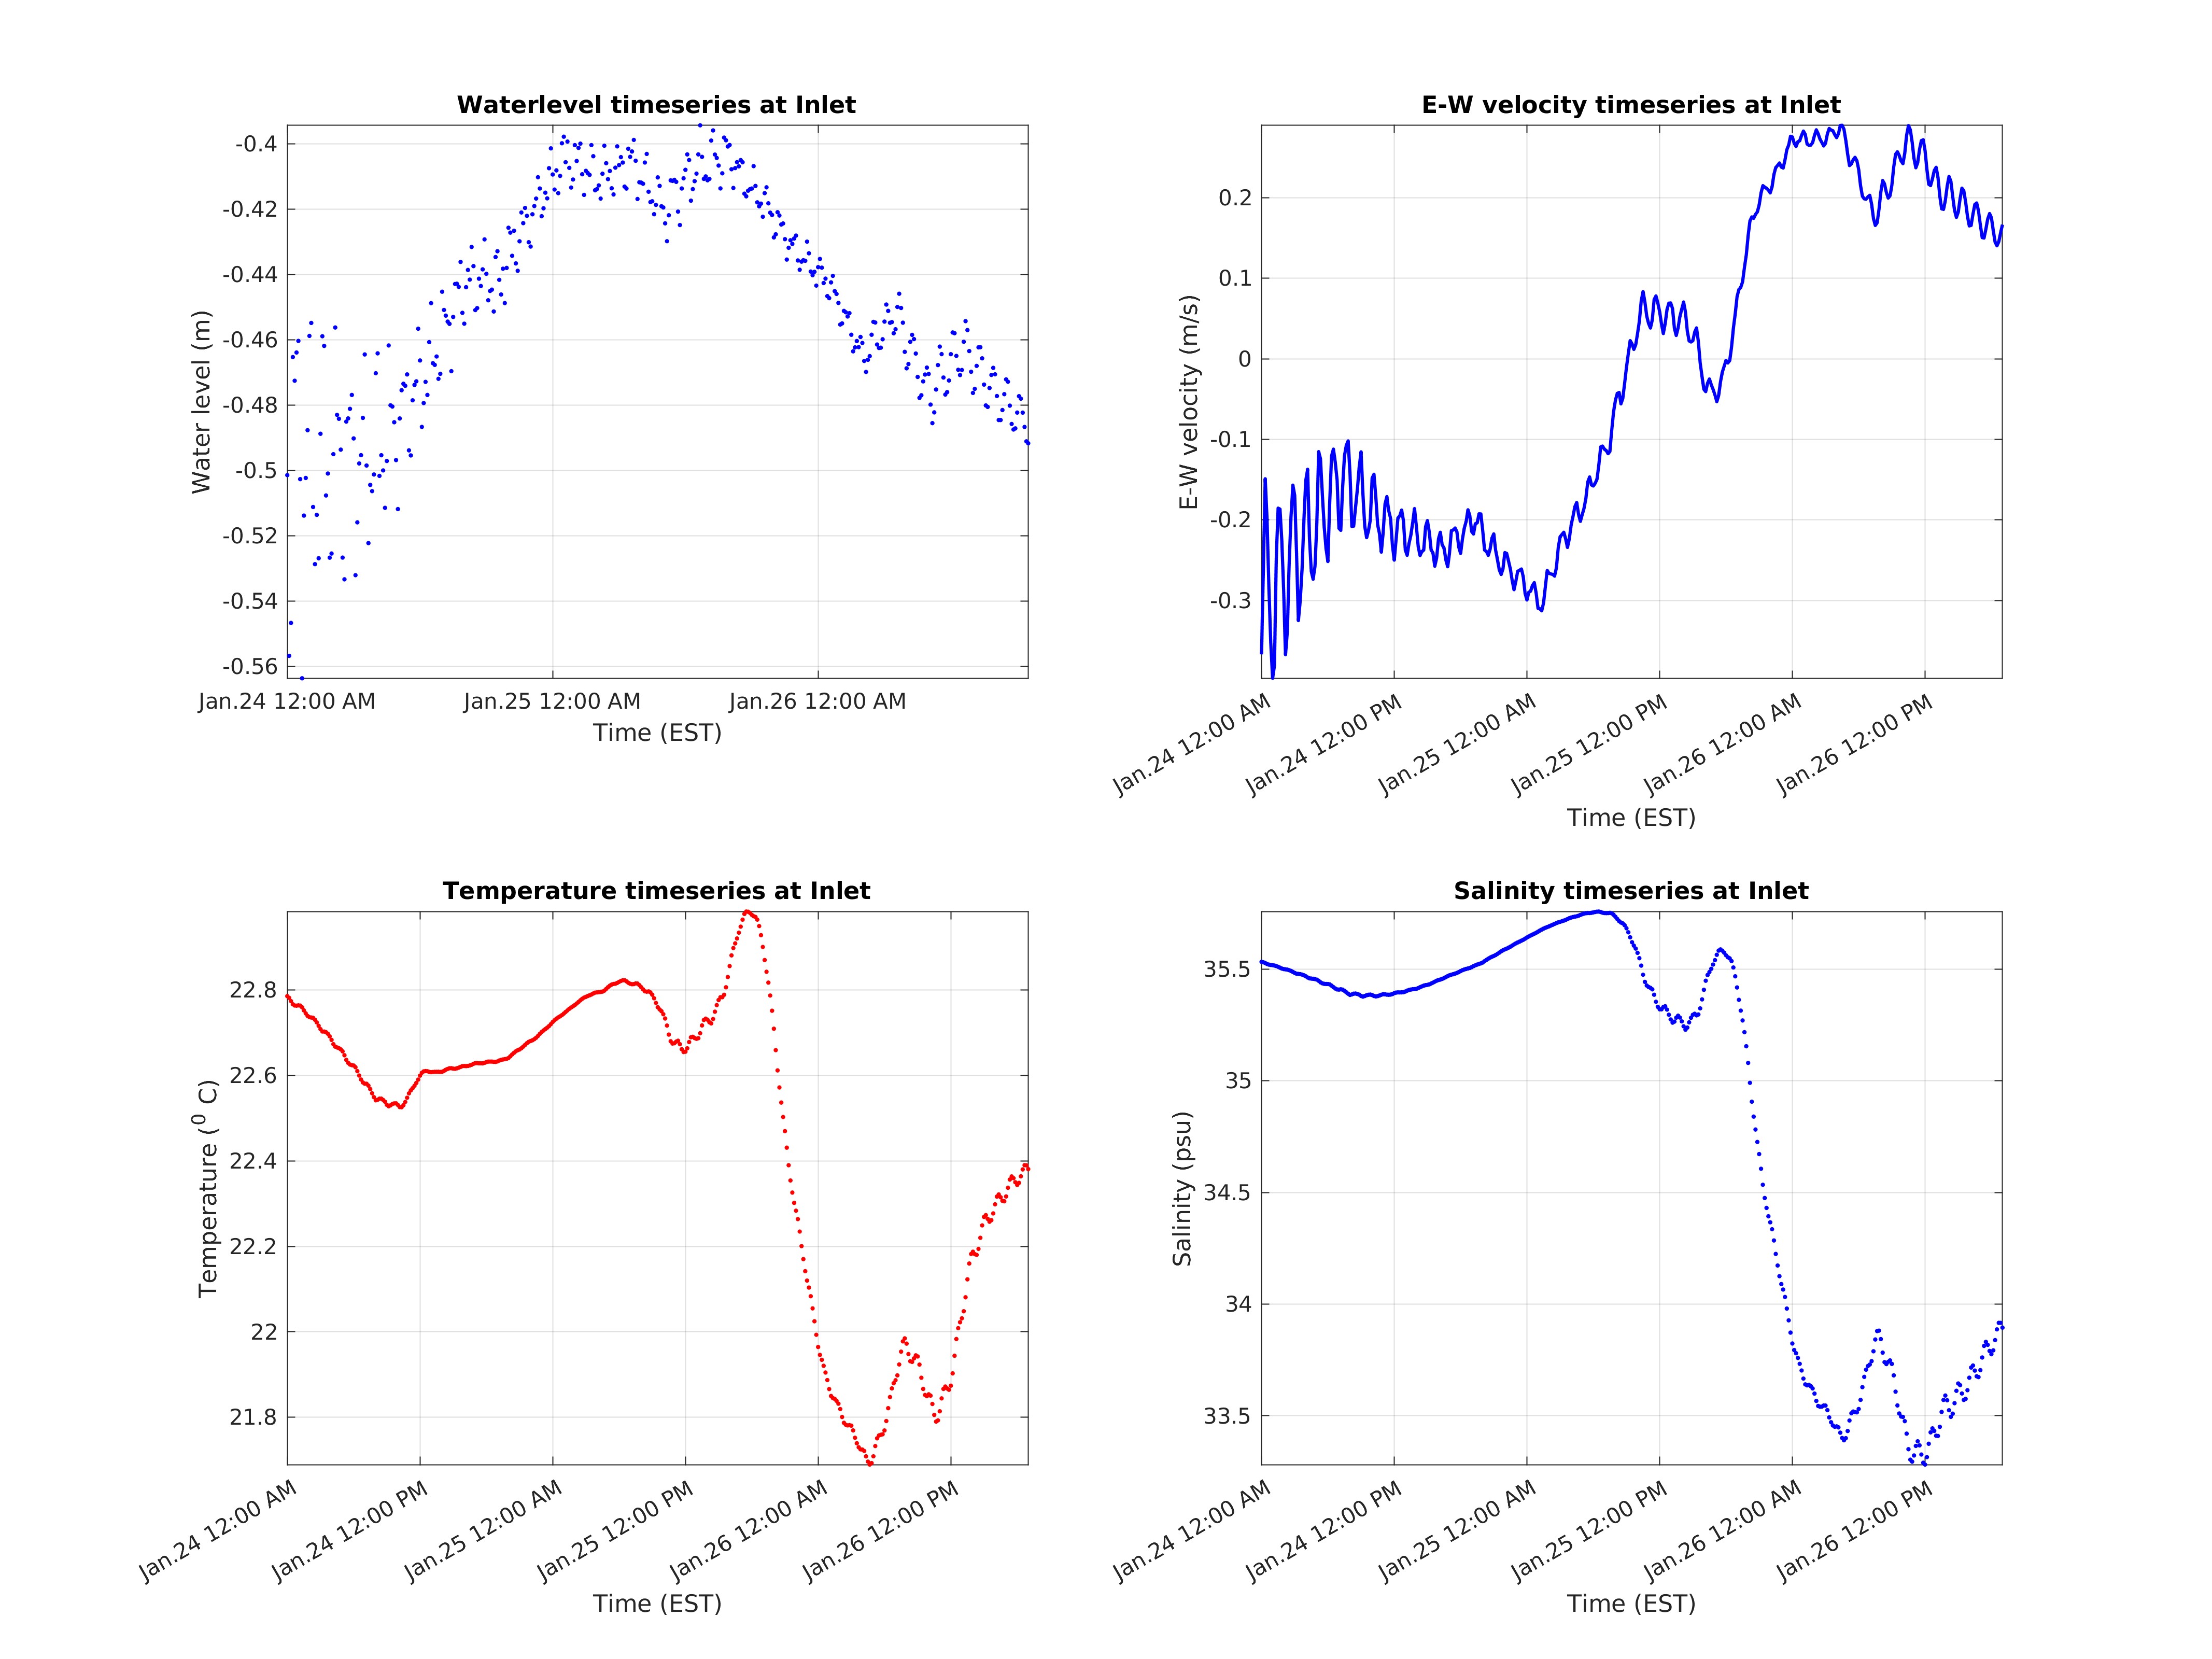 Waterlevel timeseries at Inlet
-0.4
-0.42
-0.44
-0.46
-0.48
-0.5
-0.52
-0.54
-0.56
Water level (m)
Jan.24 12:00 AM
Jan.25 12:00 AM
Jan.26 12:00 AM
Time (EST)
E-W velocity timeseries at Inlet
0.2
0.1
0
-0.1
-0.2
-0.3
E-W velocity (m/s)
Jan.24 12:00 AM
Jan.24 12:00 PM
Jan.25 12:00 AM
Jan.25 12:00 PM
Jan.26 12:00 AM
Jan.26 12:00 PM
Time (EST)
Temperature timeseries at Inlet
22.8
22.6
22.4
22.2
22
21.8
Temperature (⁰ C)
Jan.24 12:00 AM
Jan.24 12:00 PM
Jan.25 12:00 AM
Jan.25 12:00 PM
Jan.26 12:00 AM
Jan.26 12:00 PM
Time (EST)
Salinity timeseries at Inlet
35.5
35
34.5
34
33.5
Salinity (psu)
Jan.24 12:00 AM
Jan.24 12:00 PM
Jan.25 12:00 AM
Jan.25 12:00 PM
Jan.26 12:00 AM
Jan.26 12:00 PM
Time (EST)